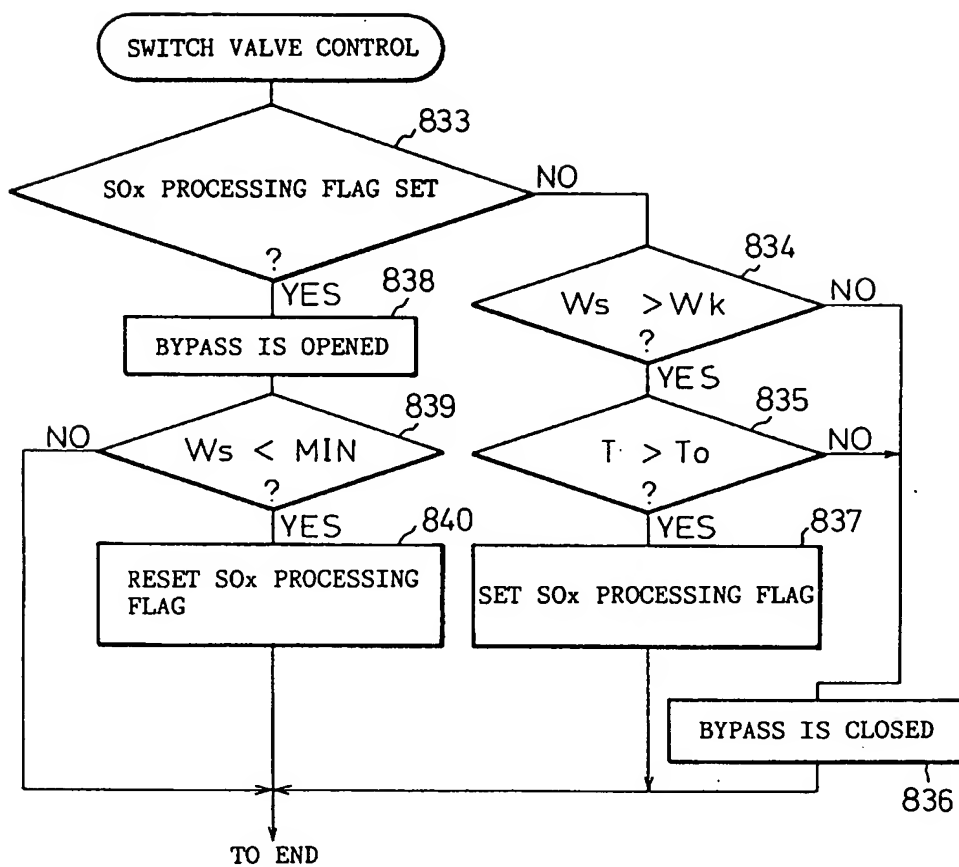 SWITCH VALVE CONTROL
833
SOx PROCESSING FLAG SET
?
NO
YES
834
Ws > Wk
?
NO
YES
838
BYPASS IS OPENED
839
Ws < MIN
?
NO
YES
835
T > To
?
NO
YES
840
RESET SOx PROCESSING
FLAG
837
SET SOx PROCESSING FLAG
BYPASS IS CLOSED
836
TO END